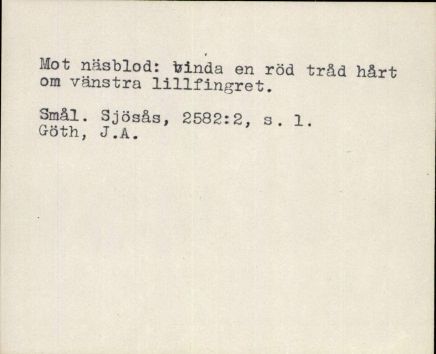 Mot näsblod: binda en röd tråd hårt
om vänstra lillfingret.
Smål. Sjösås, 2582:2, s. 1.
Göth, J.A.